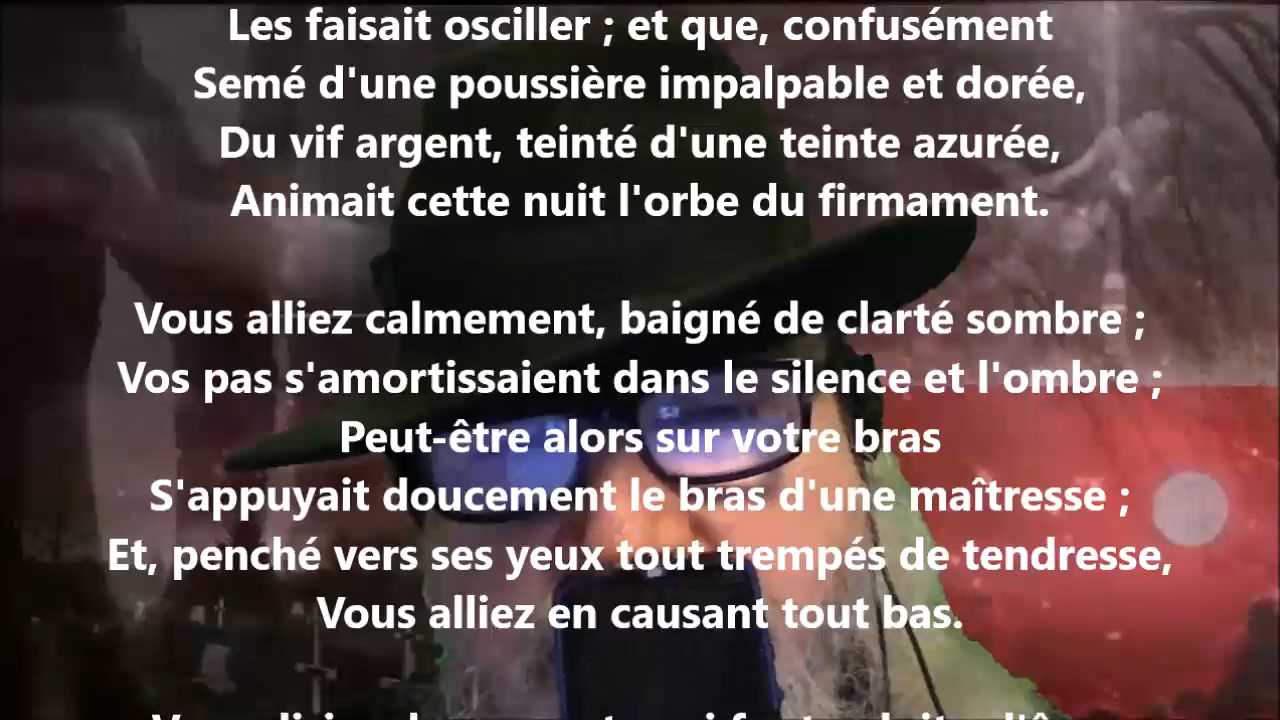 Les faisait osciller ; et que, confusément
Semé d'une poussière impalpable et dorée,
Du vif argent, teinté d'une teinte azurée,
Animait cette nuit l'orbe du firmament.
Vous alliez calmement, baigné de clarté sombre ;
Vos pas s'amortissaient dans le silence et l'ombre ;
Peut-être alors sur votre bras
S'appuyait doucement le bras d'une maîtresse ;
Et, penché vers ses yeux tout trempés de tendresse,
Vous alliez en causant tout bas.